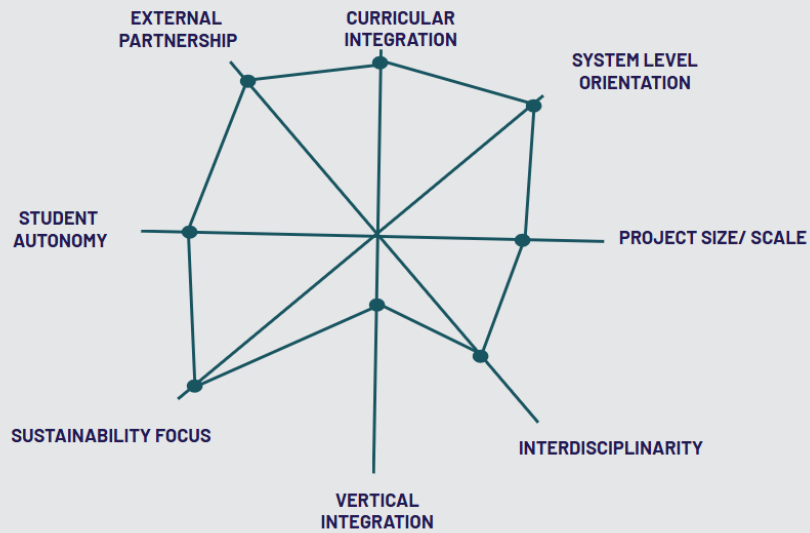 EXTERNAL
PARTNERSHIP
CURRICULAR
INTEGRATION
SYSTEM LEVEL
ORIENTATION
STUDENT
AUTONOMY
PROJECT SIZE/ SCALE
SUSTAINABILITY FOCUS
INTERDISCIPLINARITY
VERTICAL
INTEGRATION